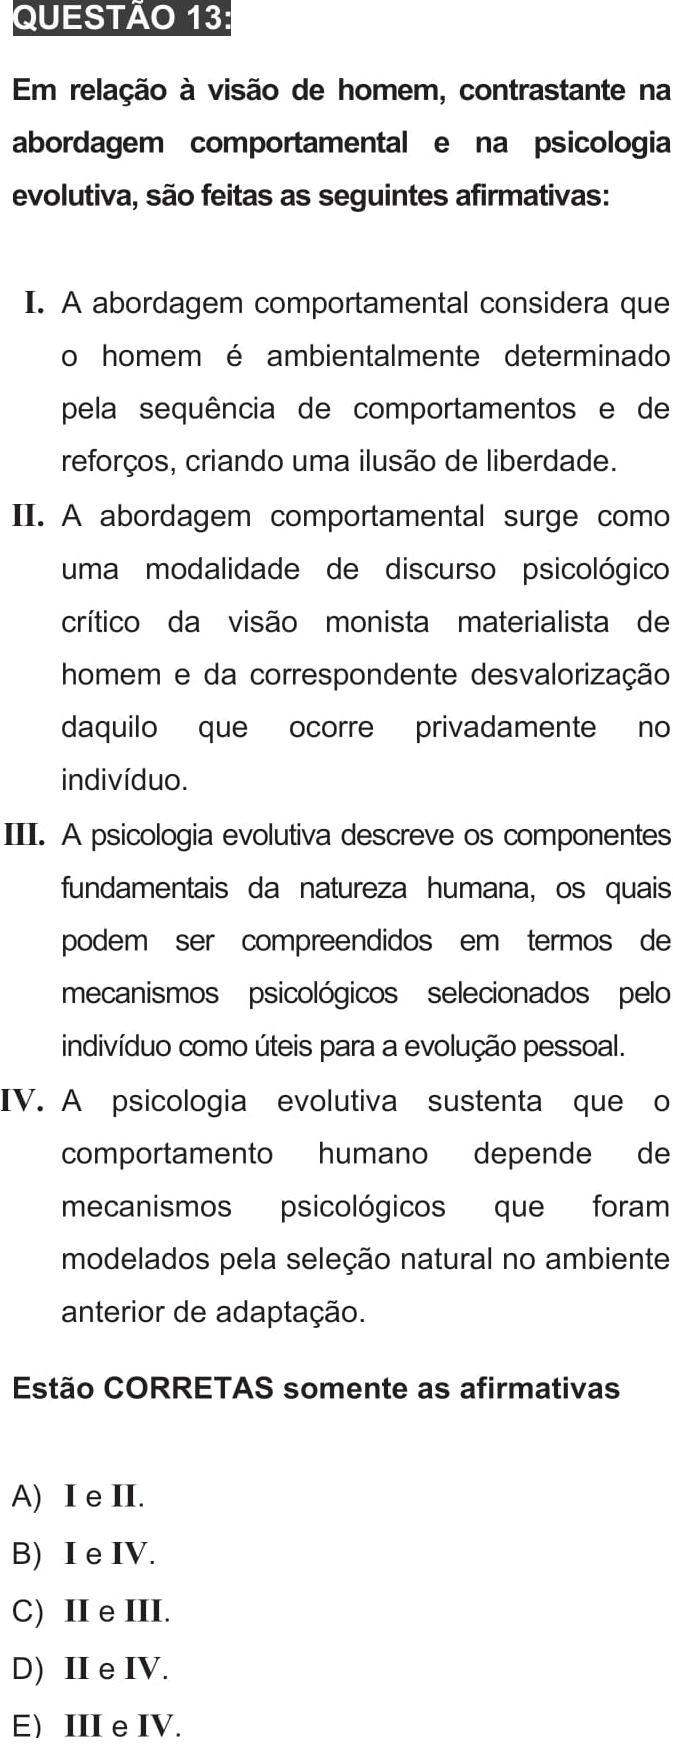 QUESTÃO 13:
Em relação à visão de homem, contrastante na
abordagem comportamental e na psicologia
evolutiva, são feitas as seguintes afirmativas:
I. A abordagem comportamental considera que
o homem é ambientalmente determinado
pela sequência de comportamentos e de
reforços, criando uma ilusão de liberdade.
II. A abordagem comportamental surge como
uma modalidade de discurso psicológico
crítico da visão monista materialista de
homem e da correspondente desvalorização
daquilo que ocorre privadamente no
indivíduo.
III. A psicologia evolutiva descreve os componentes
fundamentais da natureza humana, os quais
podem ser compreendidos em termos de
mecanismos psicológicos selecionados pelo
indivíduo como úteis para a evolução pessoal.
IV. A psicologia evolutiva sustenta que o
comportamento humano depende de
mecanismos psicológicos que foram
modelados pela seleção natural no ambiente
anterior de adaptação.
Estão CORRETAS somente as afirmativas
A) I e II.
B) I e IV.
C) II e III.
D) II e IV.
E) III e IV.